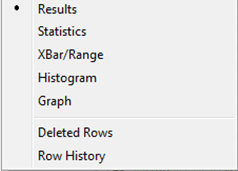 Results
Statistics
XBar/Range
Histogram
Graph
Deleted Rows
Row History